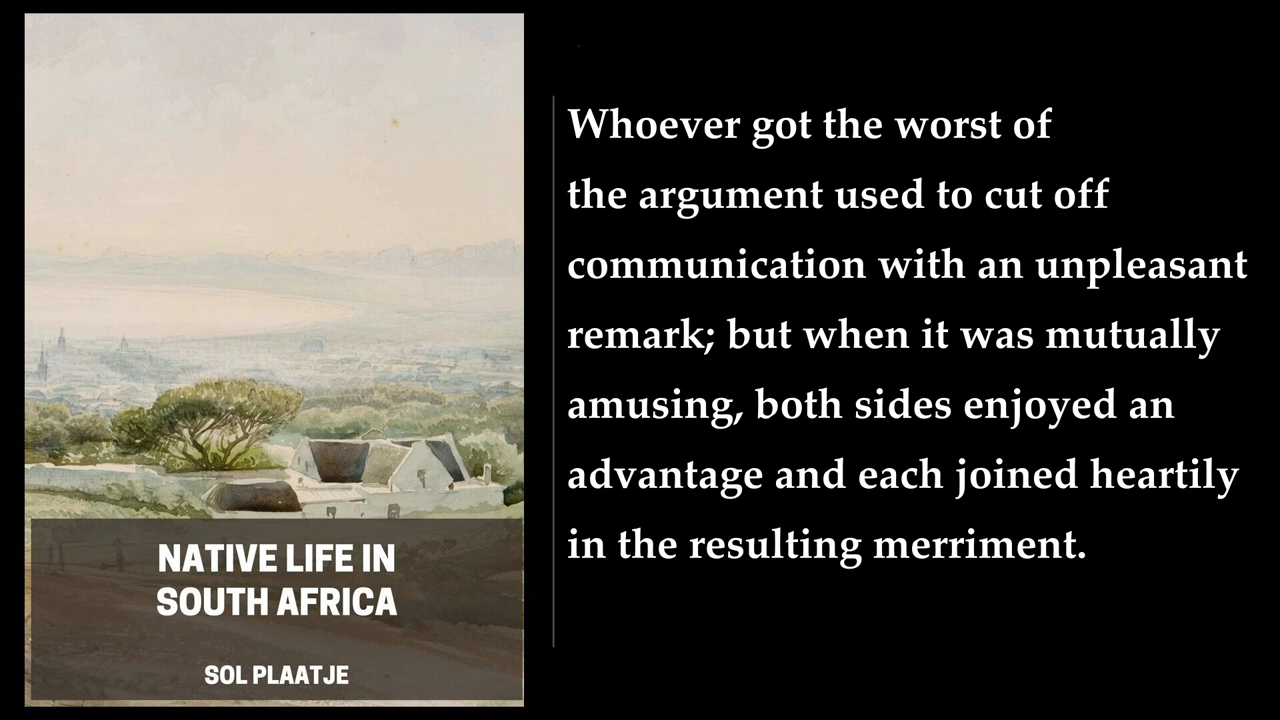 NATIVE LIFE IN
SOUTH AFRICA
SOL PLAATJE
Whoever got the worst of
the argument used to cut off
communication with an unpleasant
remark; but when it was mutually
amusing, both sides enjoyed an
advantage and each joined heartily
in the resulting merriment.